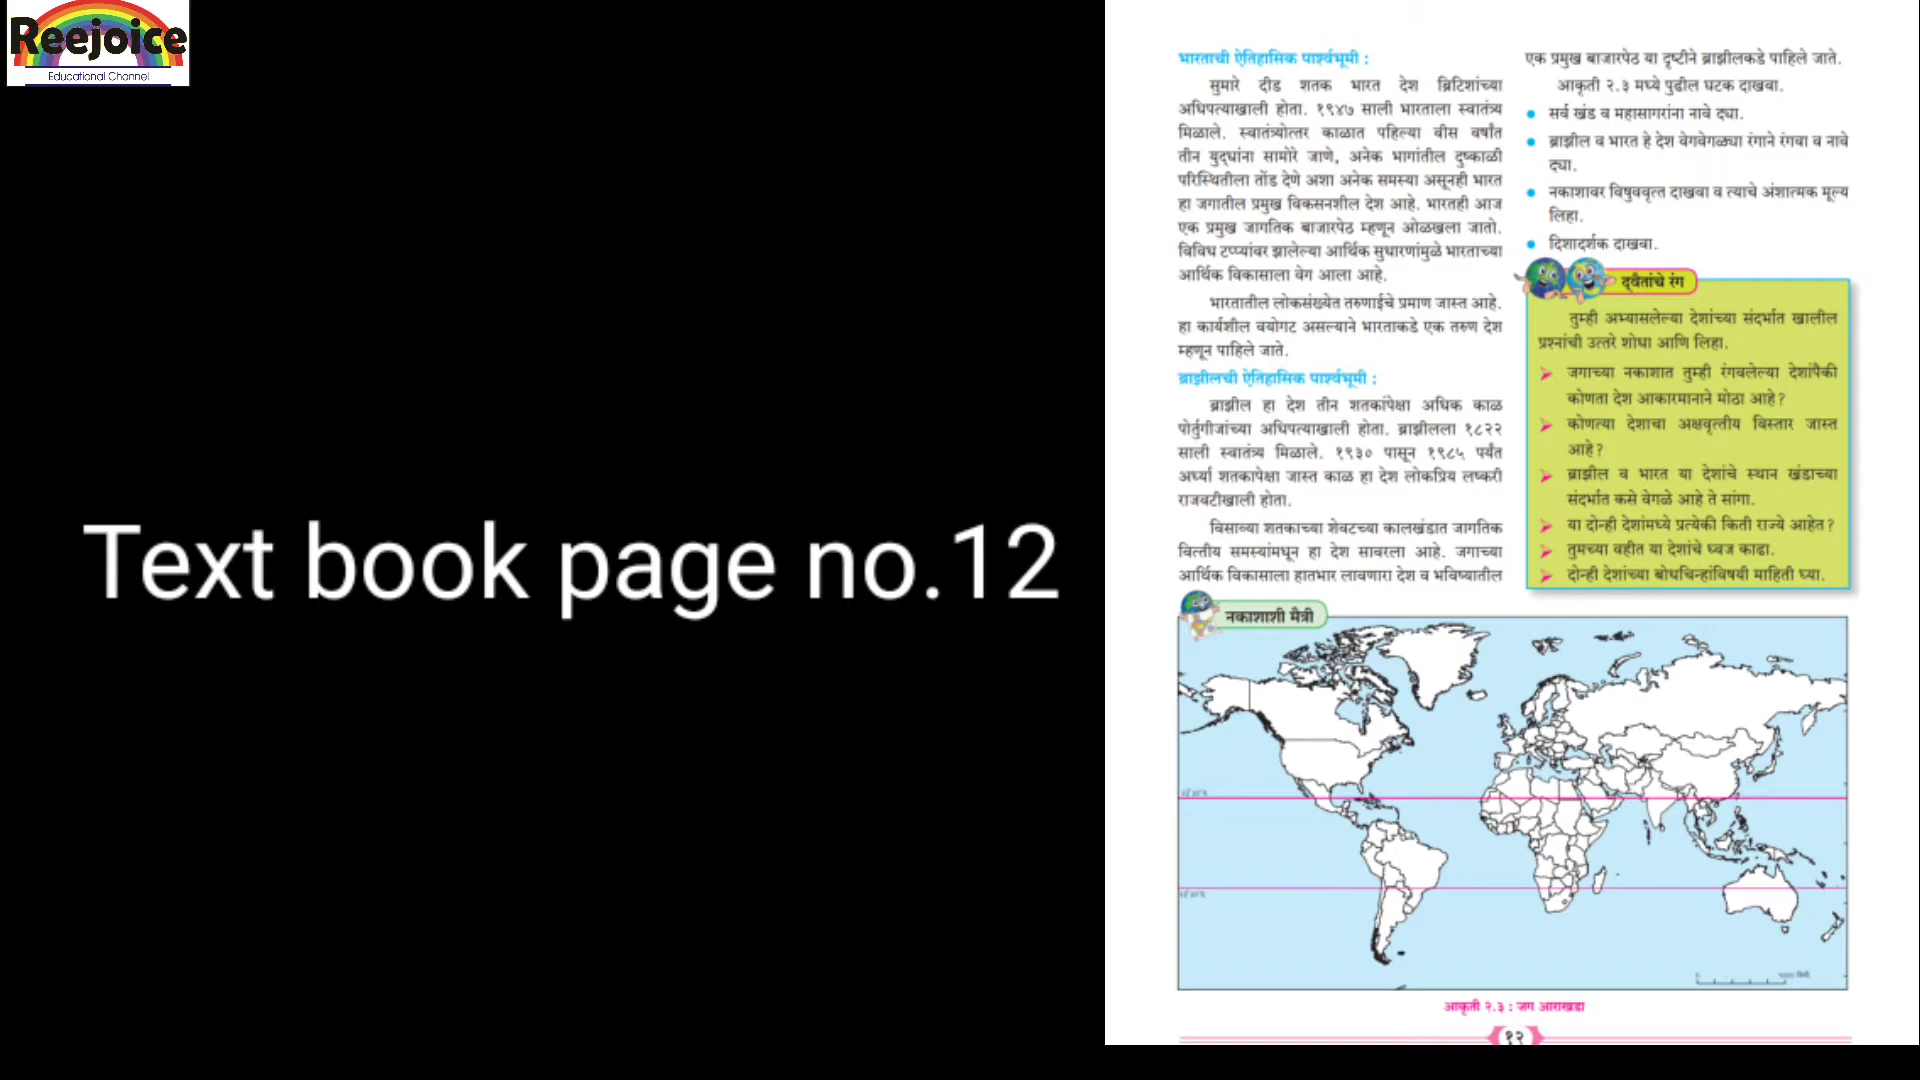 Reejoice
Educational Channel
Text book page no.12
भारताची ऐतिहासिक पार्श्वभूमी :
सुमारे दीड शतक भारत देश ब्रिटिशांच्या
अधिपत्याखाली होता. १९४७ साली भारताला स्वातंत्र्य
मिळाले. स्वातंत्र्योत्तर काळात पहिल्या वीस वर्षांत
तीन युद्धांना सामोरे जाणे, अनेक भागांतील दुष्काळी
परिस्थितीला तोंड देणे अशा अनेक समस्या असूनही भारत
हा जगातील प्रमुख विकसनशील देश आहे. भारतही आज
एक प्रमुख जागतिक बाजारपेठ म्हणून ओळखला जातो.
विविध टप्प्यांवर झालेल्या आर्थिक सुधारणांमुळे भारताच्या
आर्थिक विकासाला वेग आला आहे.
भारतातील लोकसंख्येत तरुणाईचे प्रमाण जास्त आहे.
हा कार्यशील वयोगट असल्याने भारताकडे एक तरुण देश
म्हणून पाहिले जाते.
ब्राझीलची ऐतिहासिक पार्श्वभूमी :
ब्राझील हा देश तीन शतकांपेक्षा अधिक काळ
पोर्तुगीजांच्या अधिपत्याखाली होता. ब्राझीलला १८२२
साली स्वातंत्र्य मिळाले. १९३० पासून १९८५ पर्यंत
अर्ध्या शतकापेक्षा जास्त काळ हा देश लोकप्रिय लष्करी
राजवटीखाली होता.
विसाव्या शतकाच्या शेवटच्या कालखंडात जागतिक
वित्तीय समस्यांमधून हा देश सावरला आहे. जगाच्या
आर्थिक विकासाला हातभार लावणारा देश व भविष्यातील
एक प्रमुख बाजारपेठ या दृष्टीने ब्राझीलकडे पाहिले जाते.
आकृती २.३ मध्ये पुढील घटक दाखवा.
• सर्व खंड व महासागरांना नावे द्या.
• ब्राझील व भारत हे देश वेगवेगळ्या रंगाने रंगवा व नावे
द्या.
• नकाशावर विषुववृत्त दाखवा व त्याचे अंशात्मक मूल्य
लिहा.
• दिशादर्शक दाखवा.
द्वैतांचे रंग
तुम्ही अभ्यासलेल्या देशांच्या संदर्भात खालील
प्रश्नांची उत्तरे शोधा आणि लिहा.
➤ जगाच्या नकाशात तुम्ही रंगवलेल्या देशांपैकी
कोणता देश आकारमानाने मोठा आहे?
➤ कोणत्या देशाचा अक्षवृत्तीय विस्तार जास्त
आहे?
➤ ब्राझील व भारत या देशांचे स्थान खंडाच्या
संदर्भात कसे वेगळे आहे ते सांगा.
➤ या दोन्ही देशांमध्ये प्रत्येकी किती राज्ये आहेत?
➤ तुमच्या वहीत या देशांचे ध्वज काढा.
➤ दोन्ही देशांच्या बोधचिन्हांविषयी माहिती घ्या.
नकाशाशी मैत्री
आकृती २.३ : जग आराखडा
१२